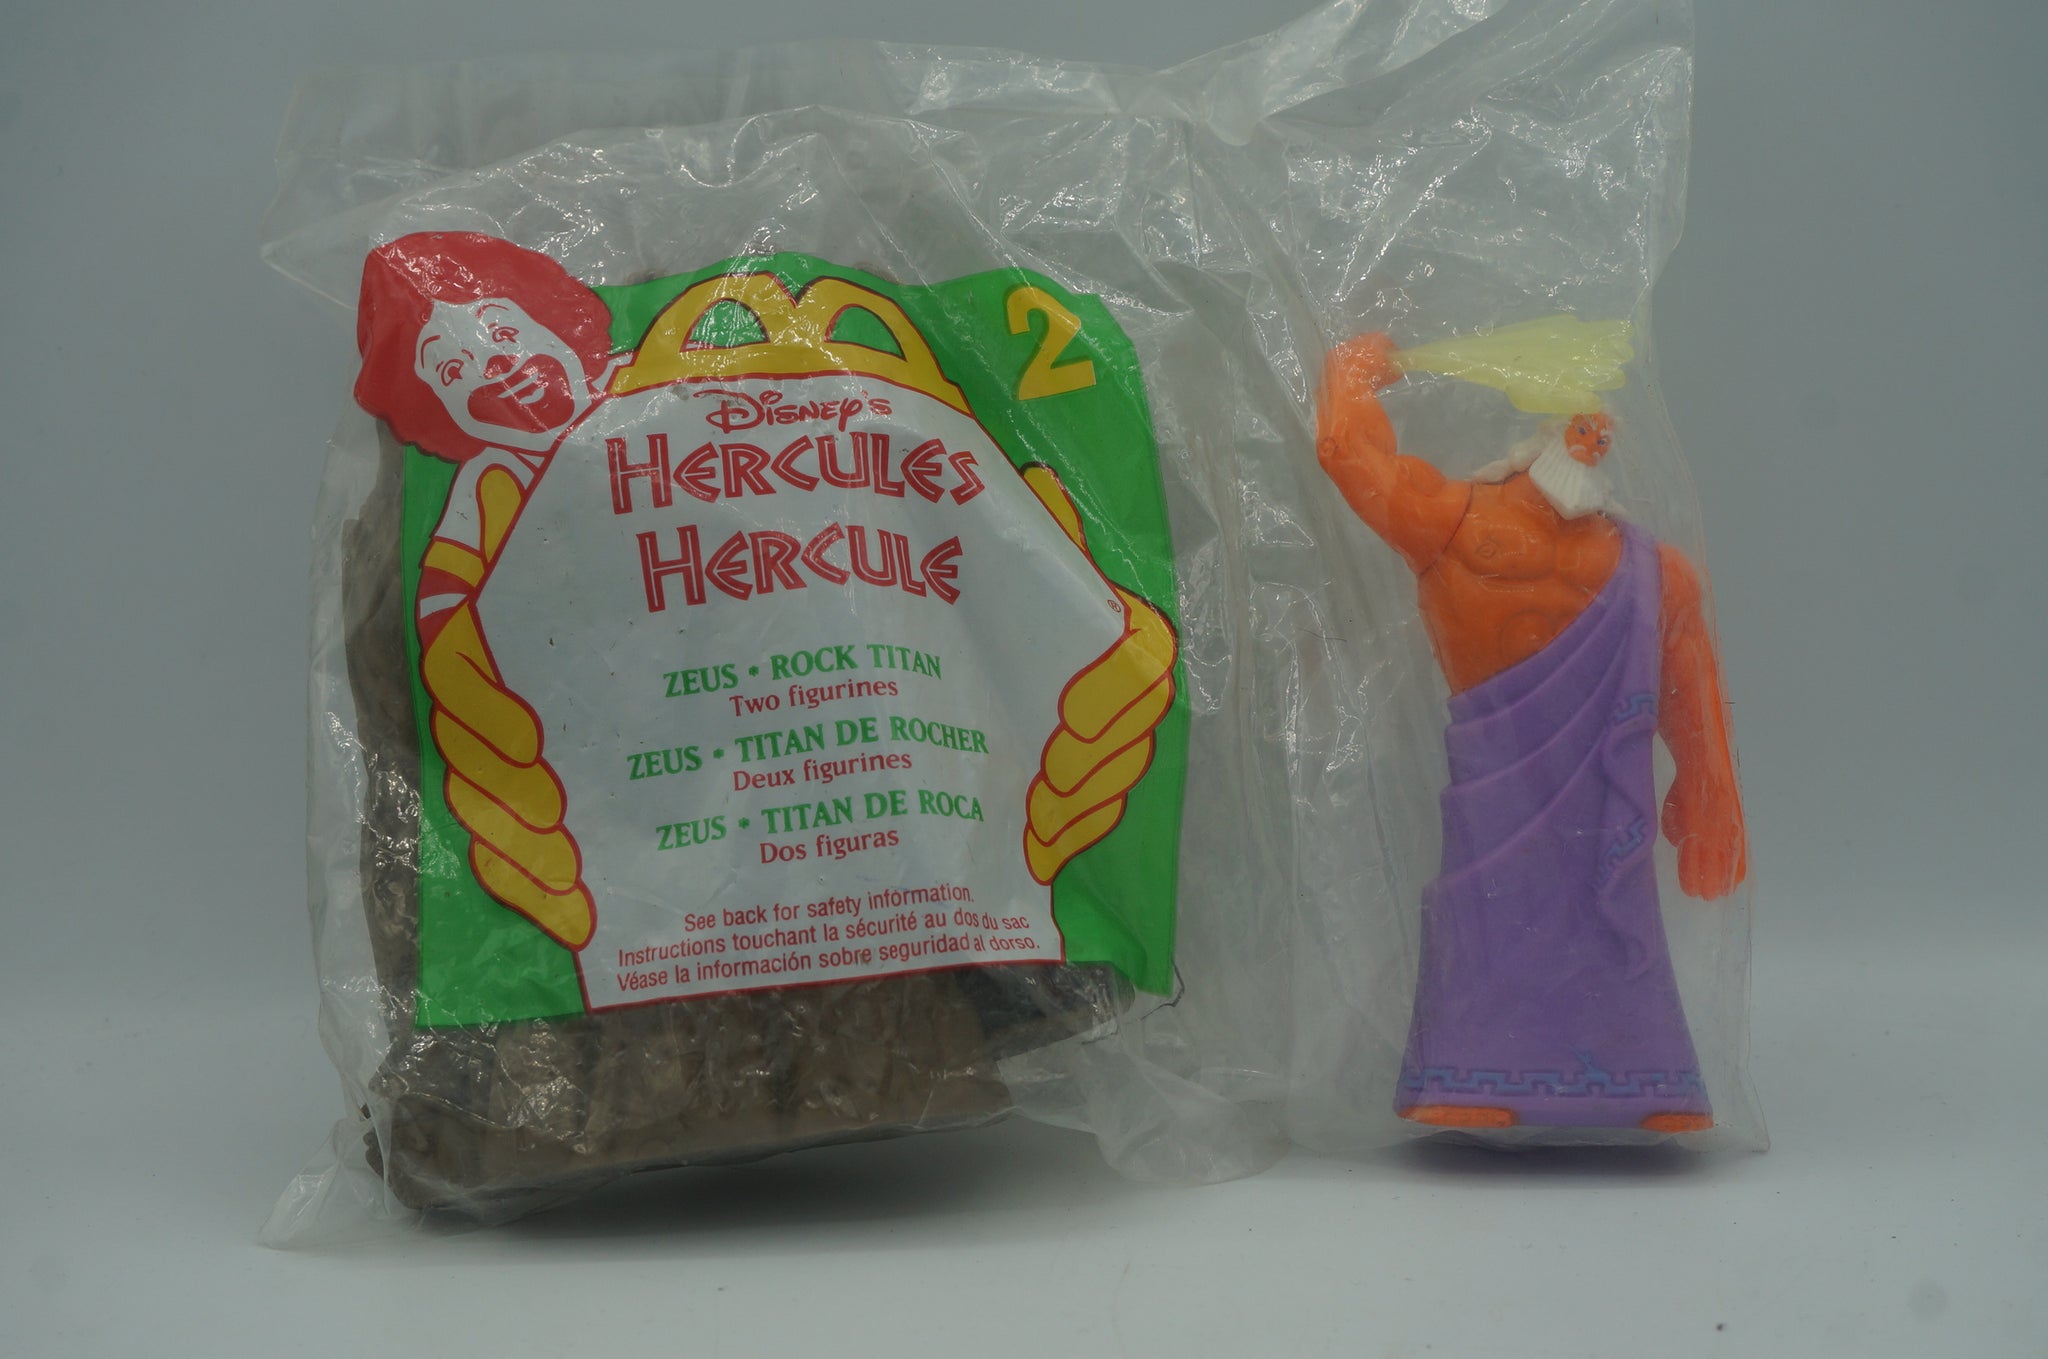 2
DISNEY'S
HERCULES
HERCULE
®
ZEUS • ROCK TITAN
Two figurines
ZEUS • TITAN DE ROCHER
Deux figurines
ZEUS • TITAN DE ROCA
Dos figuras
See back for safety information.
Instructions touchant la sécurité au dos du sac
Véase la información sobre seguridad al dorso.